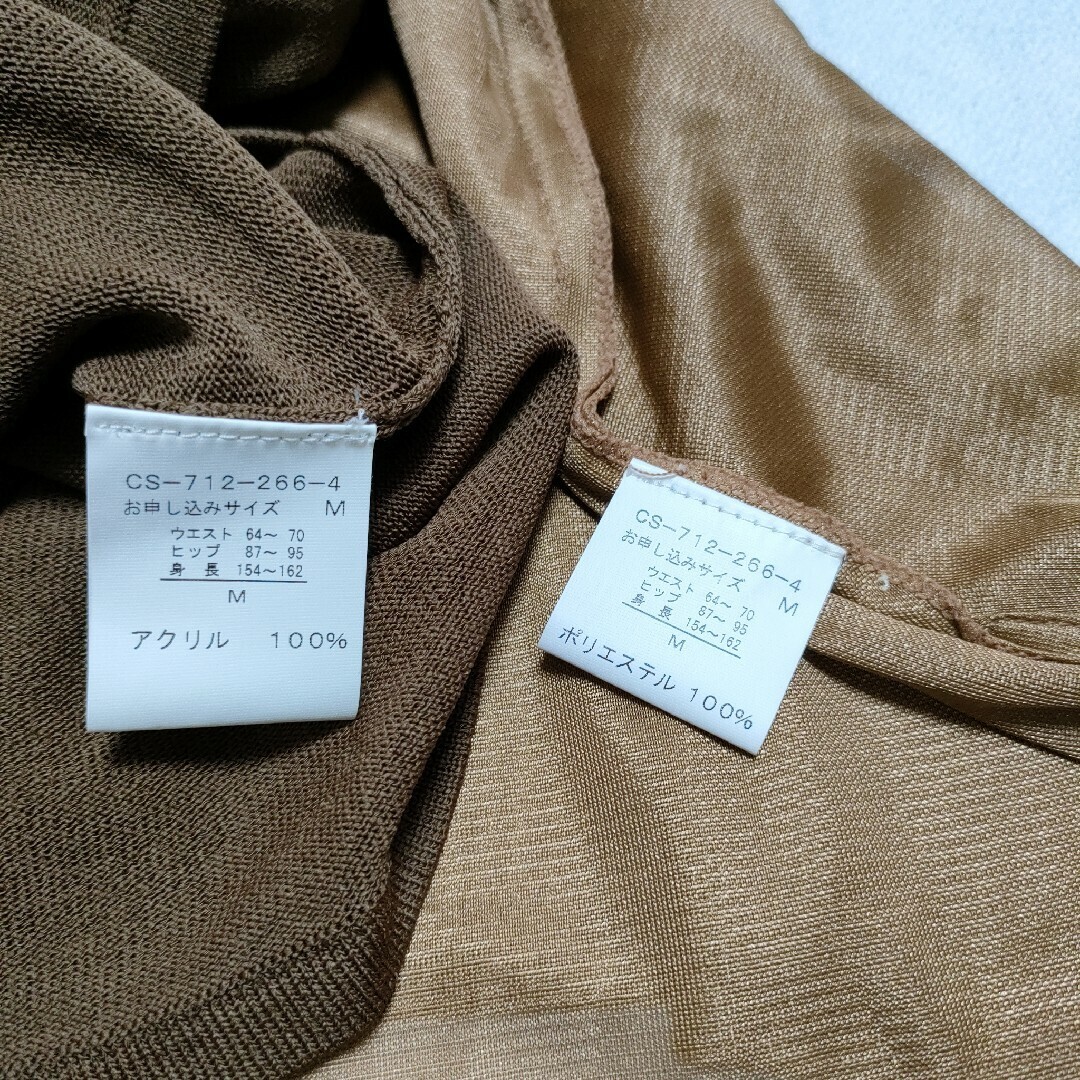 CS-712-266-4
お申し込みサイズ M
ウエスト 64～ 70
ヒップ 87～ 95
身 長 154～162
M
アクリル 100%
CS-712-266-4
お申し込みサイズ M
ウエスト 64～ 70
ヒップ 87～ 95
身 長 154～162
M
ポリエステル 100%